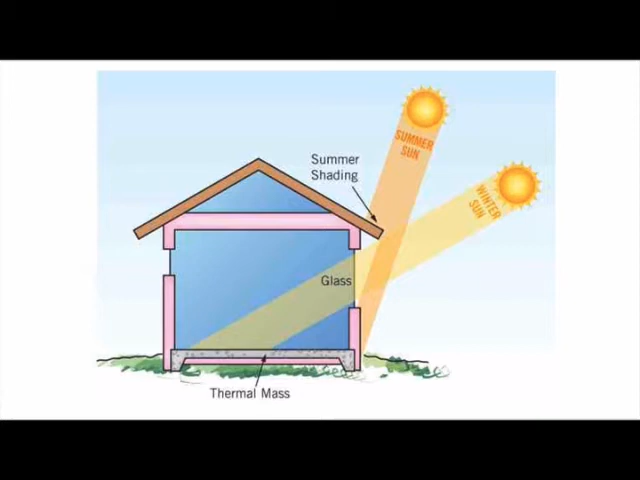 SUMMER
SUN
Summer
Shading
WINTER
SUN
Glass
Thermal Mass